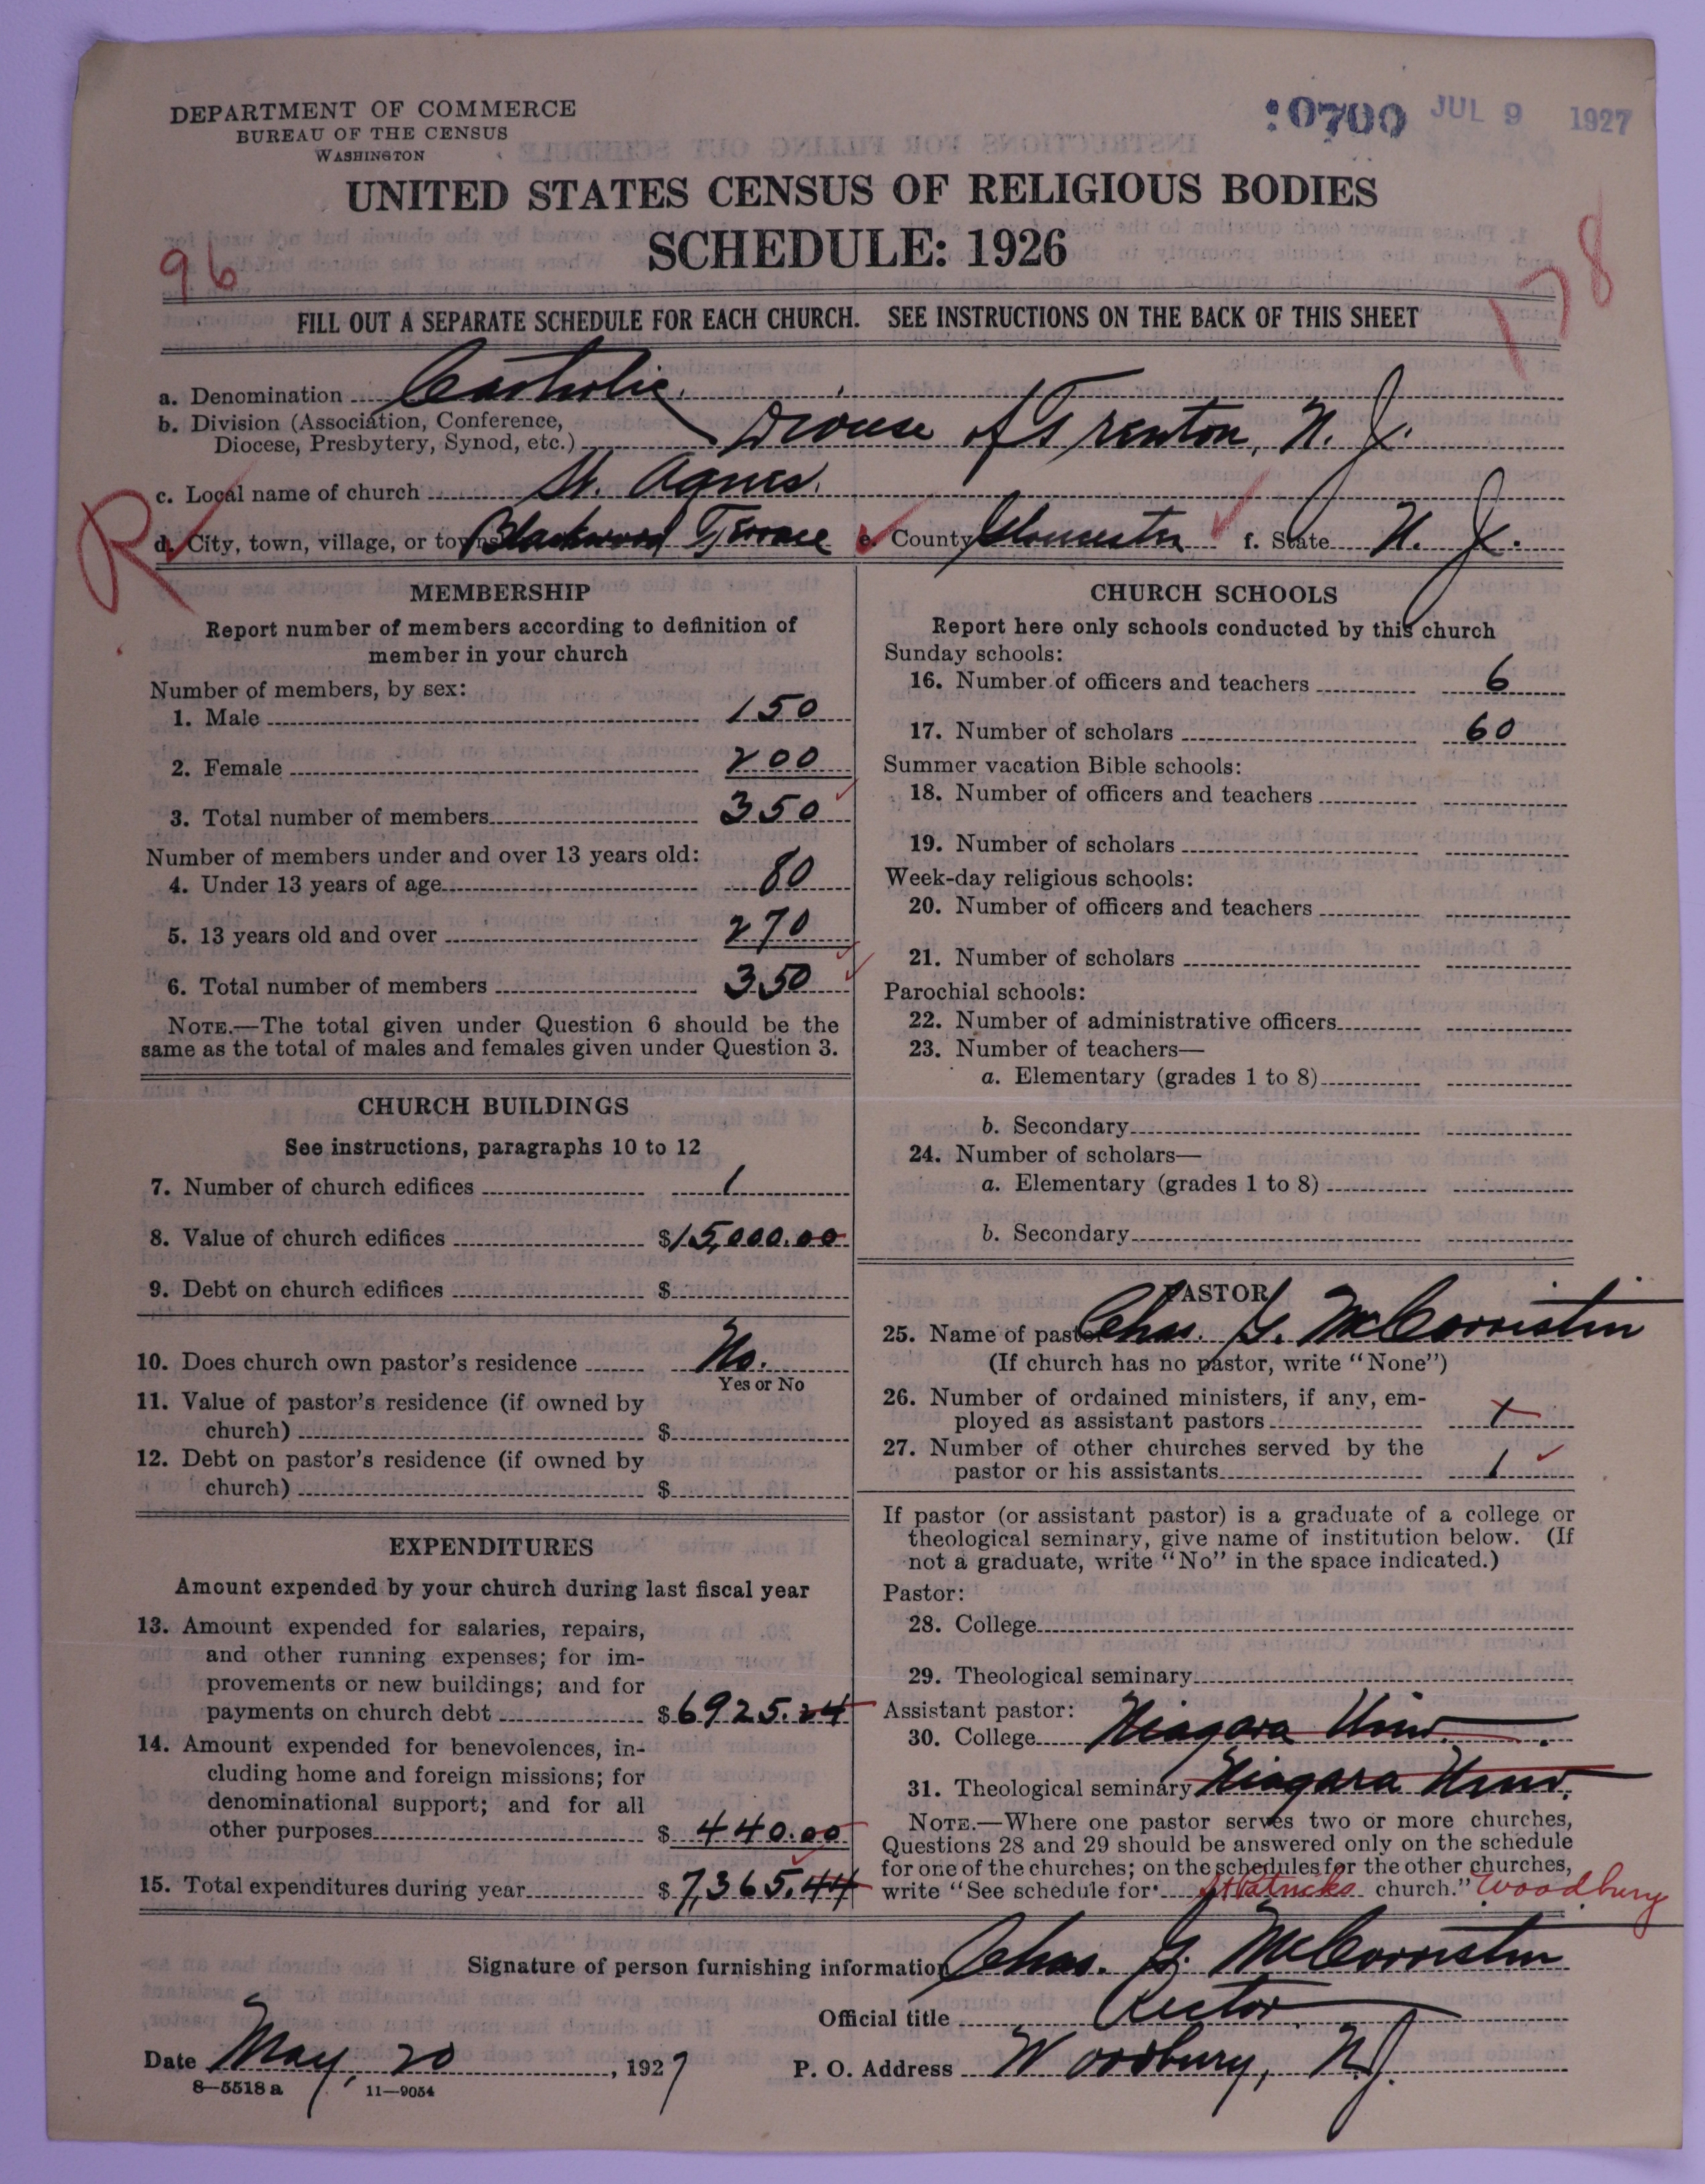 DEPARTMENT OF COMMERCE
BUREAU OF THE CENSUS
WASHINGTON
0700 JUL 9 1927
UNITED STATES CENSUS OF RELIGIOUS BODIES
SCHEDULE: 1926
96
178
FILL OUT A SEPARATE SCHEDULE FOR EACH CHURCH. SEE INSTRUCTIONS ON THE BACK OF THIS SHEET
a. Denomination Catholic
b. Division (Association, Conference,
Diocese, Presbytery, Synod, etc.) Diocese of Trenton, N. J.
c. Local name of church St. Agnes.
R
d. City, town, village, or town Blackwood Terrace e. County Gloucester f. State N. J.
MEMBERSHIP
Report number of members according to definition of
member in your church
Number of members, by sex:
1. Male 150
2. Female 200
3. Total number of members 350
Number of members under and over 13 years old:
4. Under 13 years of age 80
5. 13 years old and over 270
6. Total number of members 350
NOTE.—The total given under Question 6 should be the
same as the total of males and females given under Question 3.
CHURCH BUILDINGS
See instructions, paragraphs 10 to 12
7. Number of church edifices 1
8. Value of church edifices $15,000.00
9. Debt on church edifices $
10. Does church own pastor's residence No.
Yes or No
11. Value of pastor's residence (if owned by
church) $
12. Debt on pastor's residence (if owned by
church) $
EXPENDITURES
Amount expended by your church during last fiscal year
13. Amount expended for salaries, repairs,
and other running expenses; for im-
provements or new buildings; and for
payments on church debt $6925.24
14. Amount expended for benevolences, in-
cluding home and foreign missions; for
denominational support; and for all
other purposes $ 440.00
15. Total expenditures during year $7,365.44
CHURCH SCHOOLS
Report here only schools conducted by this church
Sunday schools:
16. Number of officers and teachers 6
17. Number of scholars 60
Summer vacation Bible schools:
18. Number of officers and teachers
19. Number of scholars
Week-day religious schools:
20. Number of officers and teachers
21. Number of scholars
Parochial schools:
22. Number of administrative officers
23. Number of teachers—
a. Elementary (grades 1 to 8)
b. Secondary
24. Number of scholars—
a. Elementary (grades 1 to 8)
b. Secondary
PASTOR
25. Name of pastor Chas. G. McCorristin
(If church has no pastor, write "None")
26. Number of ordained ministers, if any, em-
ployed as assistant pastors x
27. Number of other churches served by the
pastor or his assistants 1
If pastor (or assistant pastor) is a graduate of a college or
theological seminary, give name of institution below. (If
not a graduate, write "No" in the space indicated.)
Pastor:
28. College
29. Theological seminary
Assistant pastor:
30. College Niagara Univ.
31. Theological seminary Niagara Univ.
NOTE.—Where one pastor serves two or more churches,
Questions 28 and 29 should be answered only on the schedule
for one of the churches; on the schedules for the other churches,
write "See schedule for St Patricks church." Woodbury
Signature of person furnishing information Chas. G. McCorristin
Official title Rector
Date May, 20, 1927 P. O. Address Woodbury, N.J.
8—5518 a 11—9054